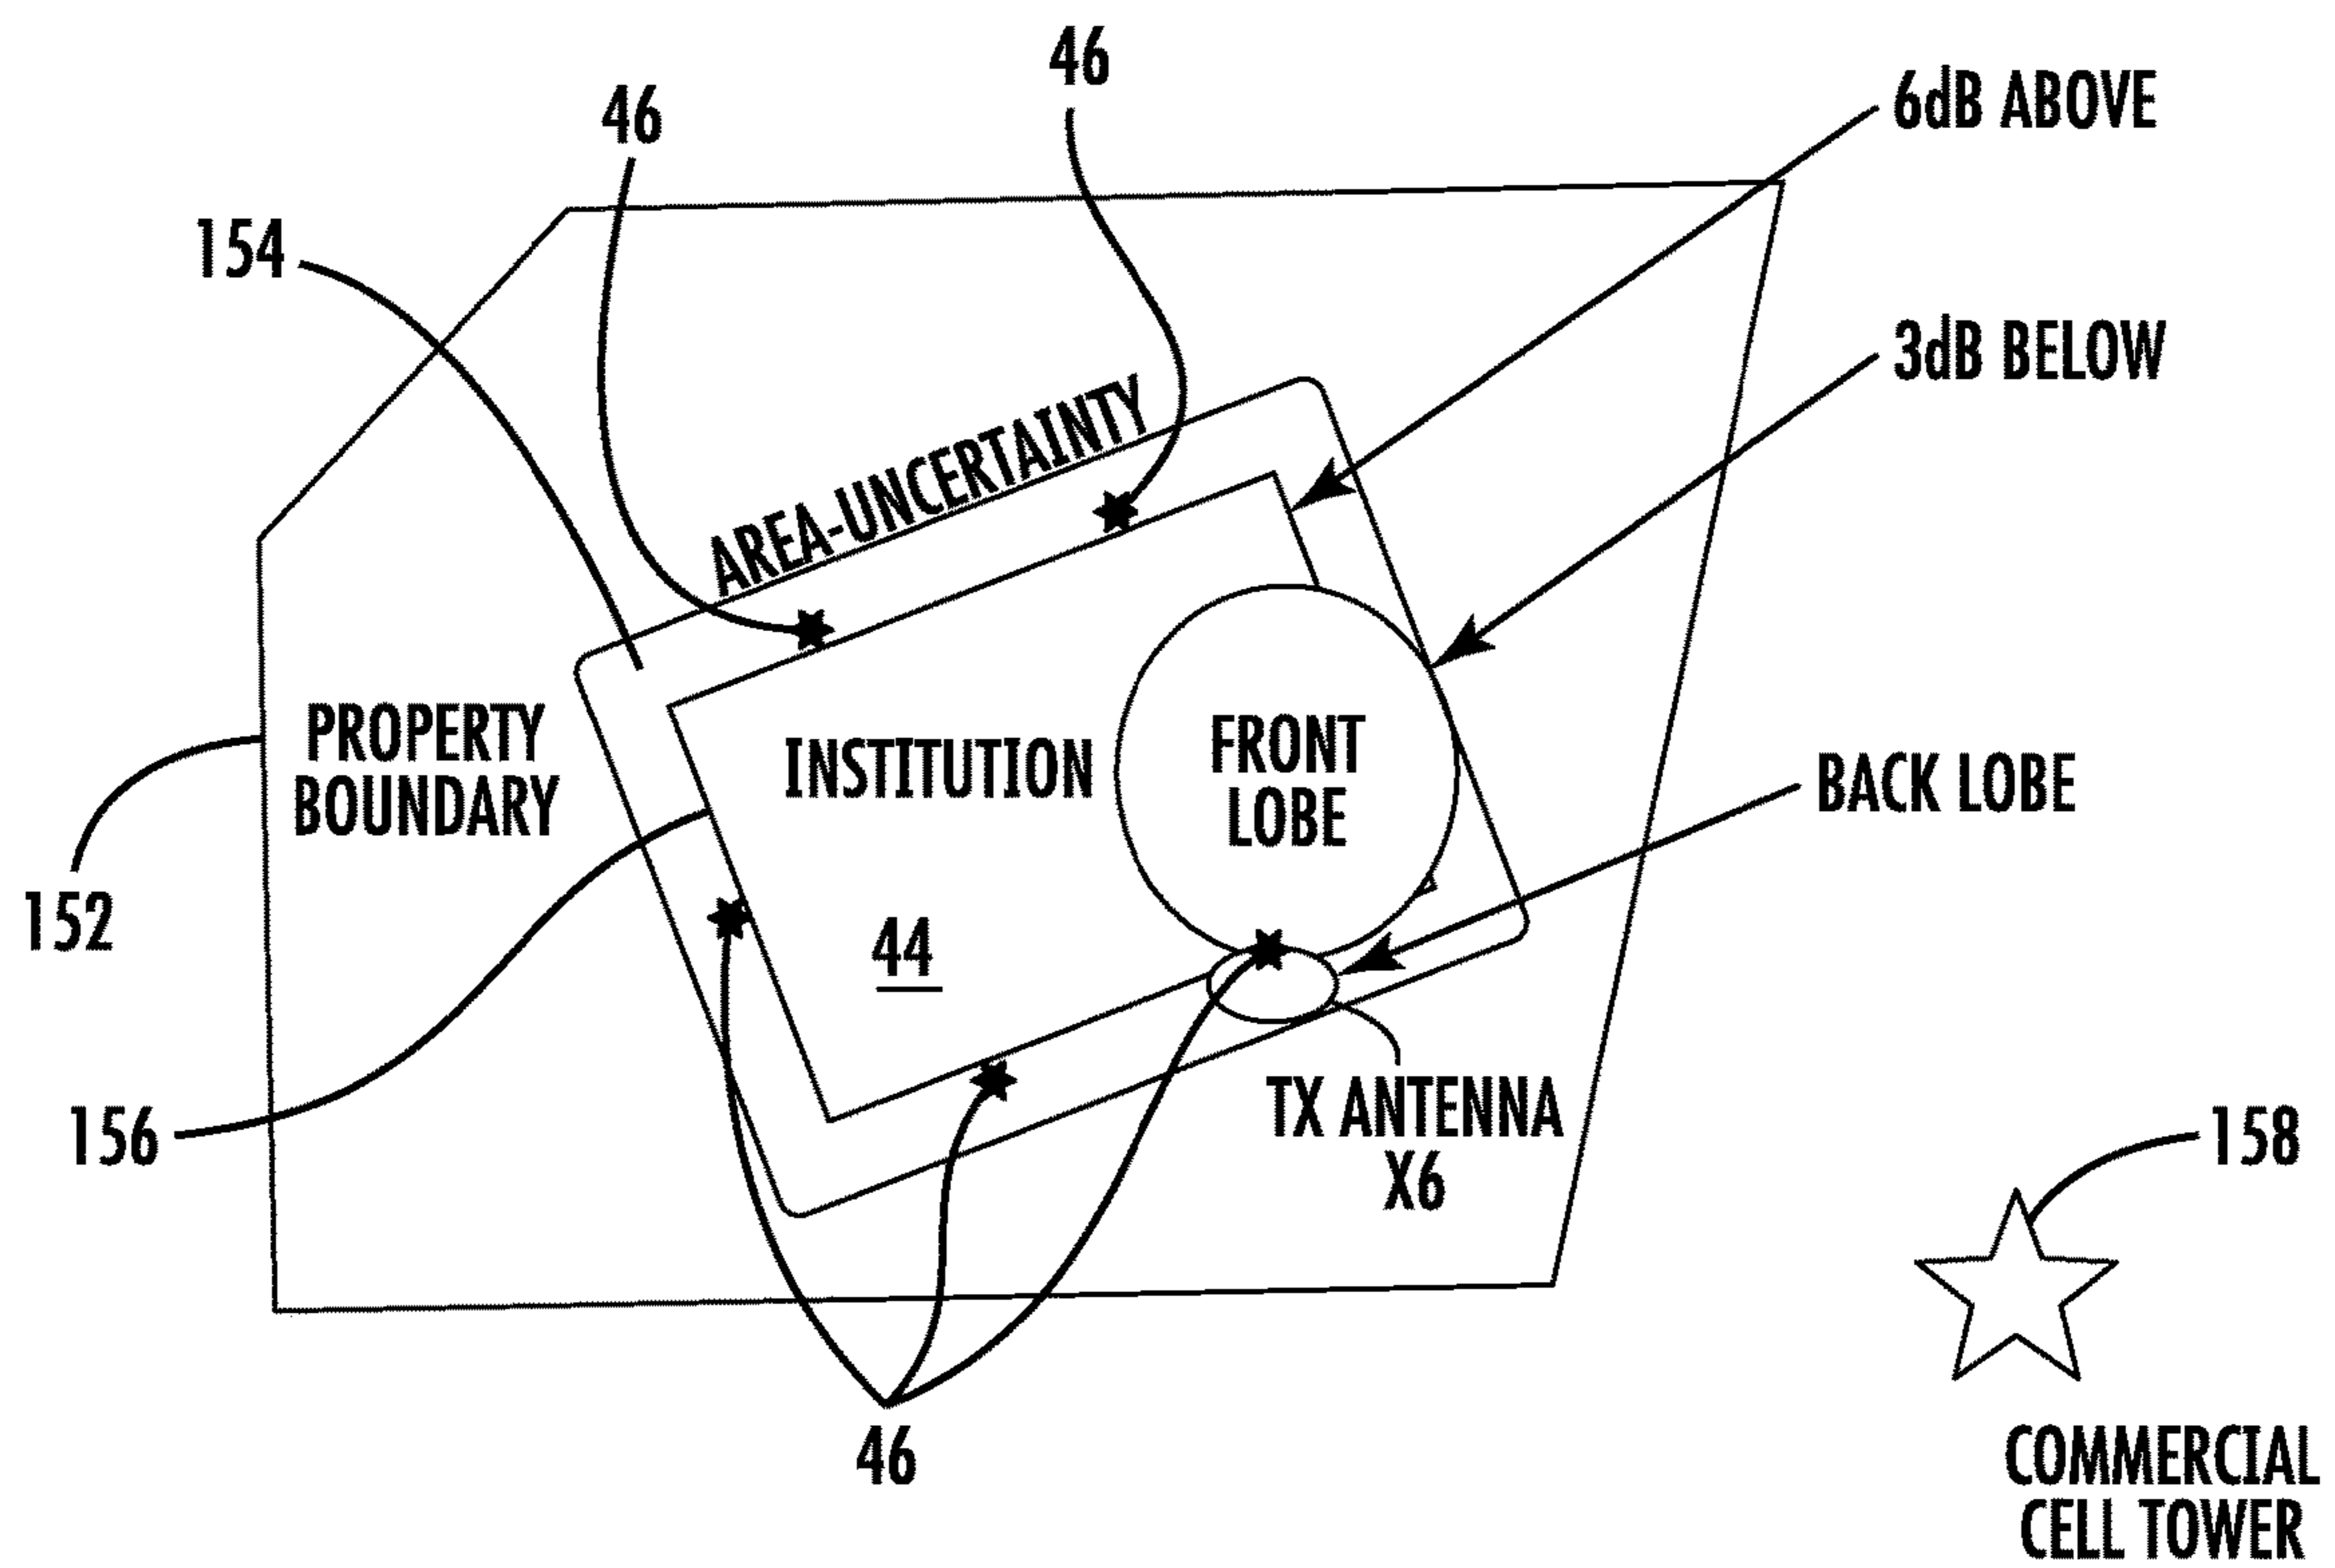 46
46
6dB ABOVE
154
3dB BELOW
AREA-UNCERTAINTY
PROPERTY
BOUNDARY
INSTITUTION
FRONT
LOBE
BACK LOBE
152
44
TX ANTENNA
X6
156
158
46
COMMERCIAL
CELL TOWER